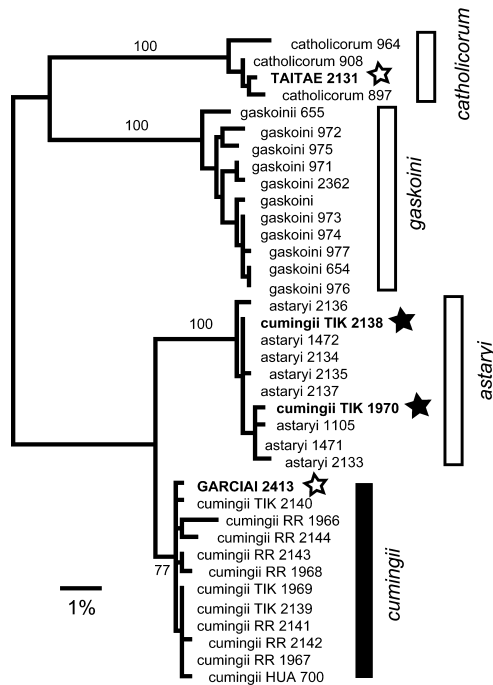 100
catholicorum 964
catholicorum 908
TAITAE 2131
catholicorum 897
catholicorum
100
gaskoinii 655
gaskoini 972
gaskoini 975
gaskoini 971
gaskoini 2362
gaskoini
gaskoini 973
gaskoini 974
gaskoini 977
gaskoini 654
gaskoini 976
gaskoini
100
astaryi 2136
cumingii TIK 2138
astaryi 1472
astaryi 2134
astaryi 2135
astaryi 2137
cumingii TIK 1970
astaryi 1105
astaryi 1471
astaryi 2133
astaryi
77
GARCIAI 2413
cumingii TIK 2140
cumingii RR 1966
cumingii RR 2144
cumingii RR 2143
cumingii RR 1968
cumingii TIK 1969
cumingii TIK 2139
cumingii RR 2141
cumingii RR 2142
cumingii RR 1967
cumingii HUA 700
cumingii
1%